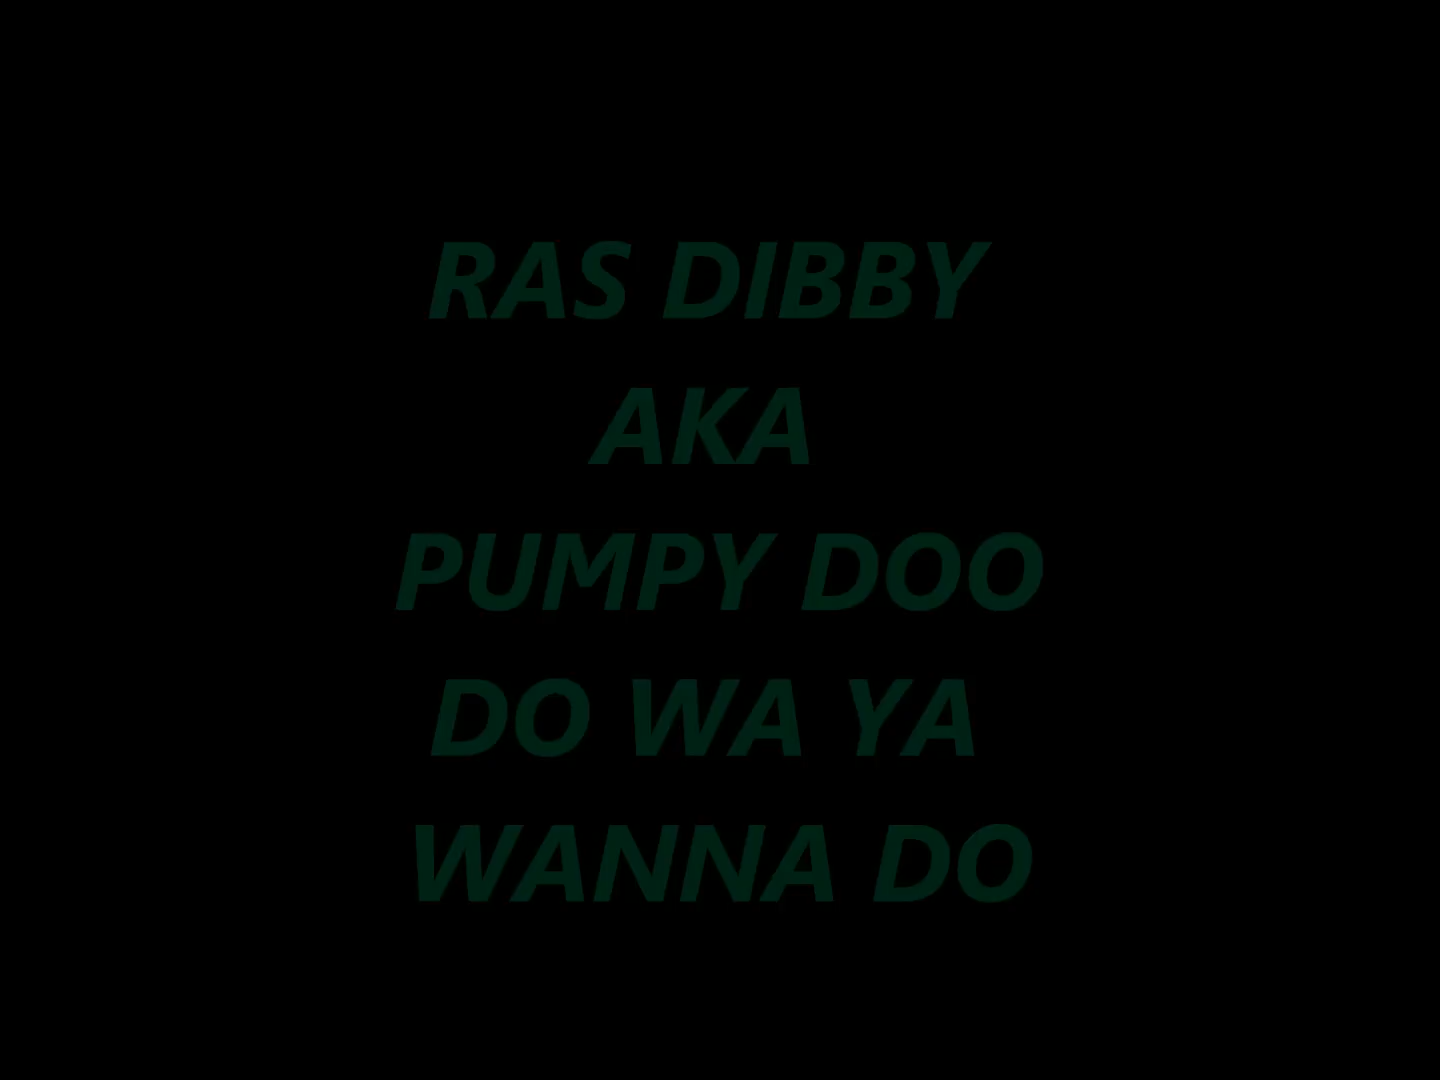 RAS DIBBY
AKA
PUMPY DOO
DO WA YA
WANNA DO